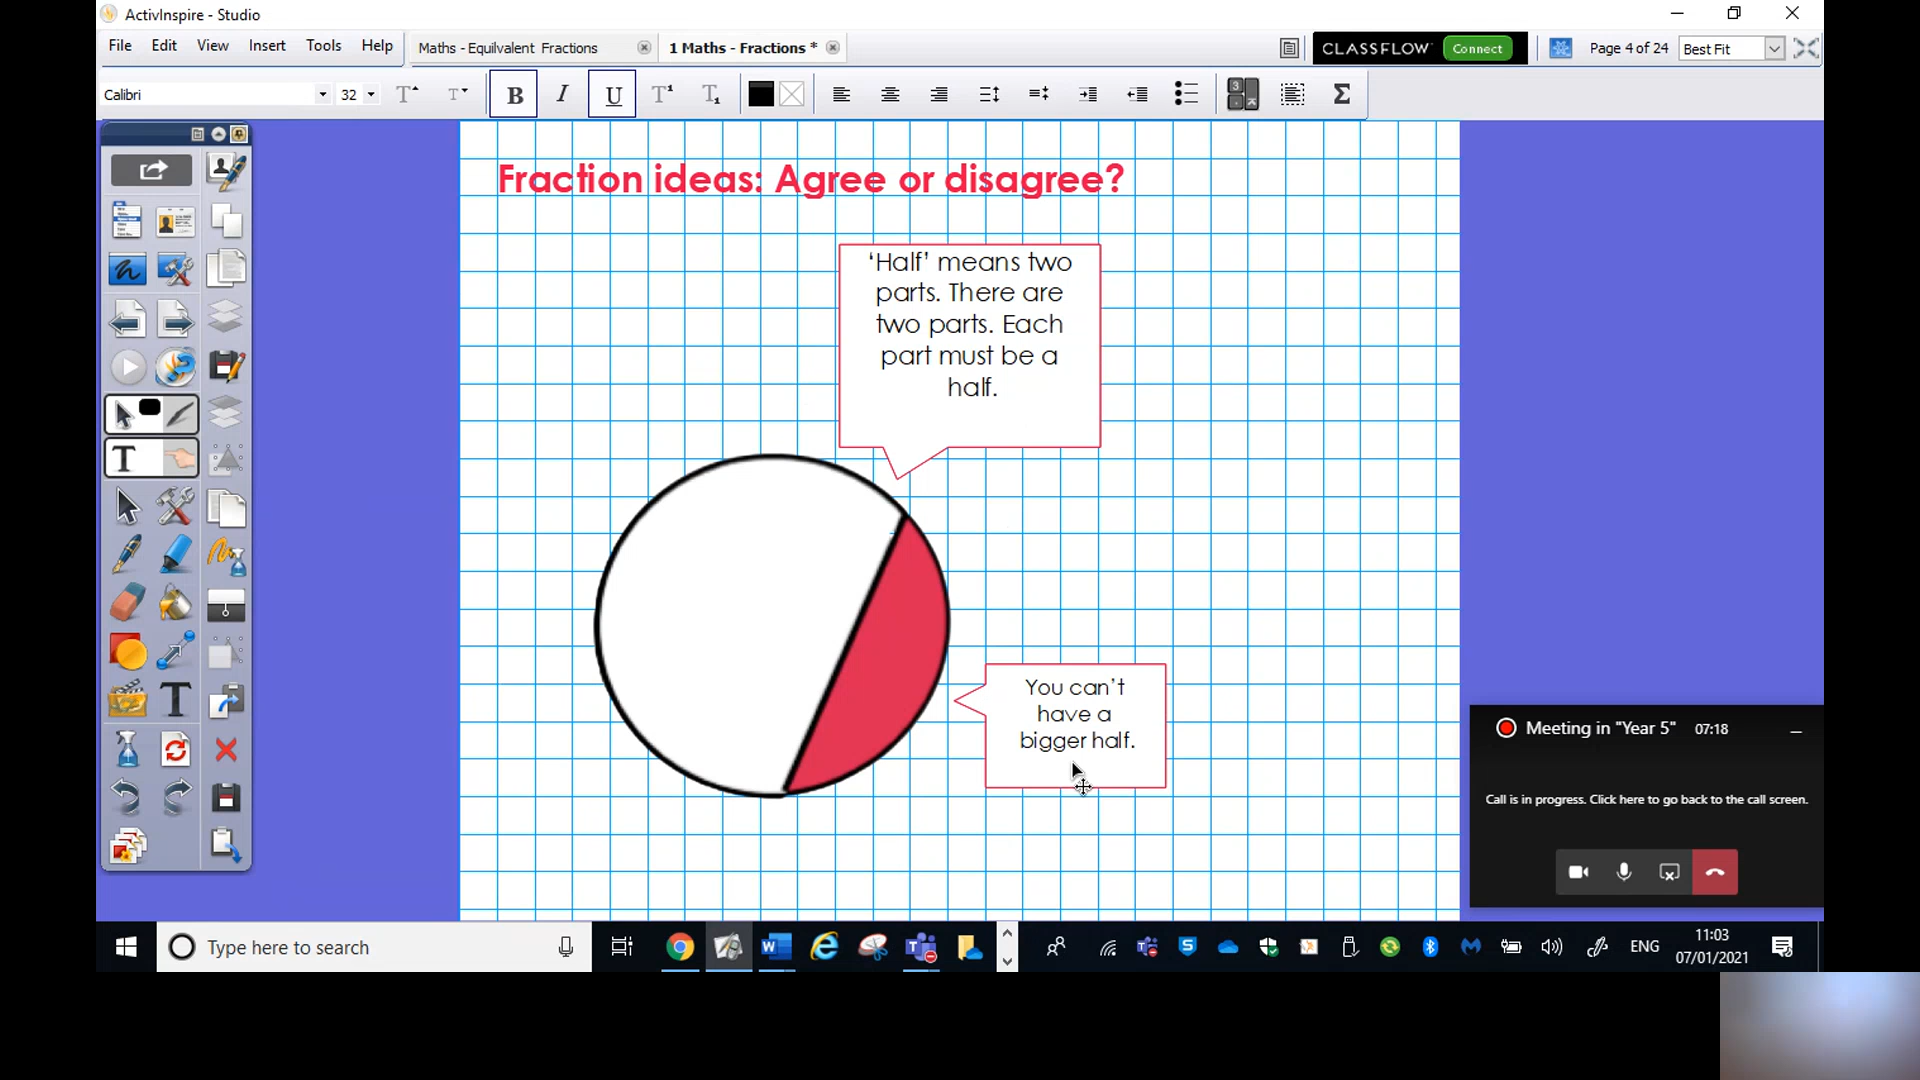 ActivInspire - Studio
File Edit View Insert Tools Help
Maths - Equilvalent Fractions
1 Maths - Fractions *
CLASSFLOW Connect
Page 4 of 24
Best Fit
Calibri
32
B I U
Fraction ideas: Agree or disagree?
‘Half’ means two
parts. There are
two parts. Each
part must be a
half.
You can’t
have a
bigger half.
Meeting in "Year 5" 07:18
Call is in progress. Click here to go back to the call screen.
Type here to search
ENG
11:03
07/01/2021